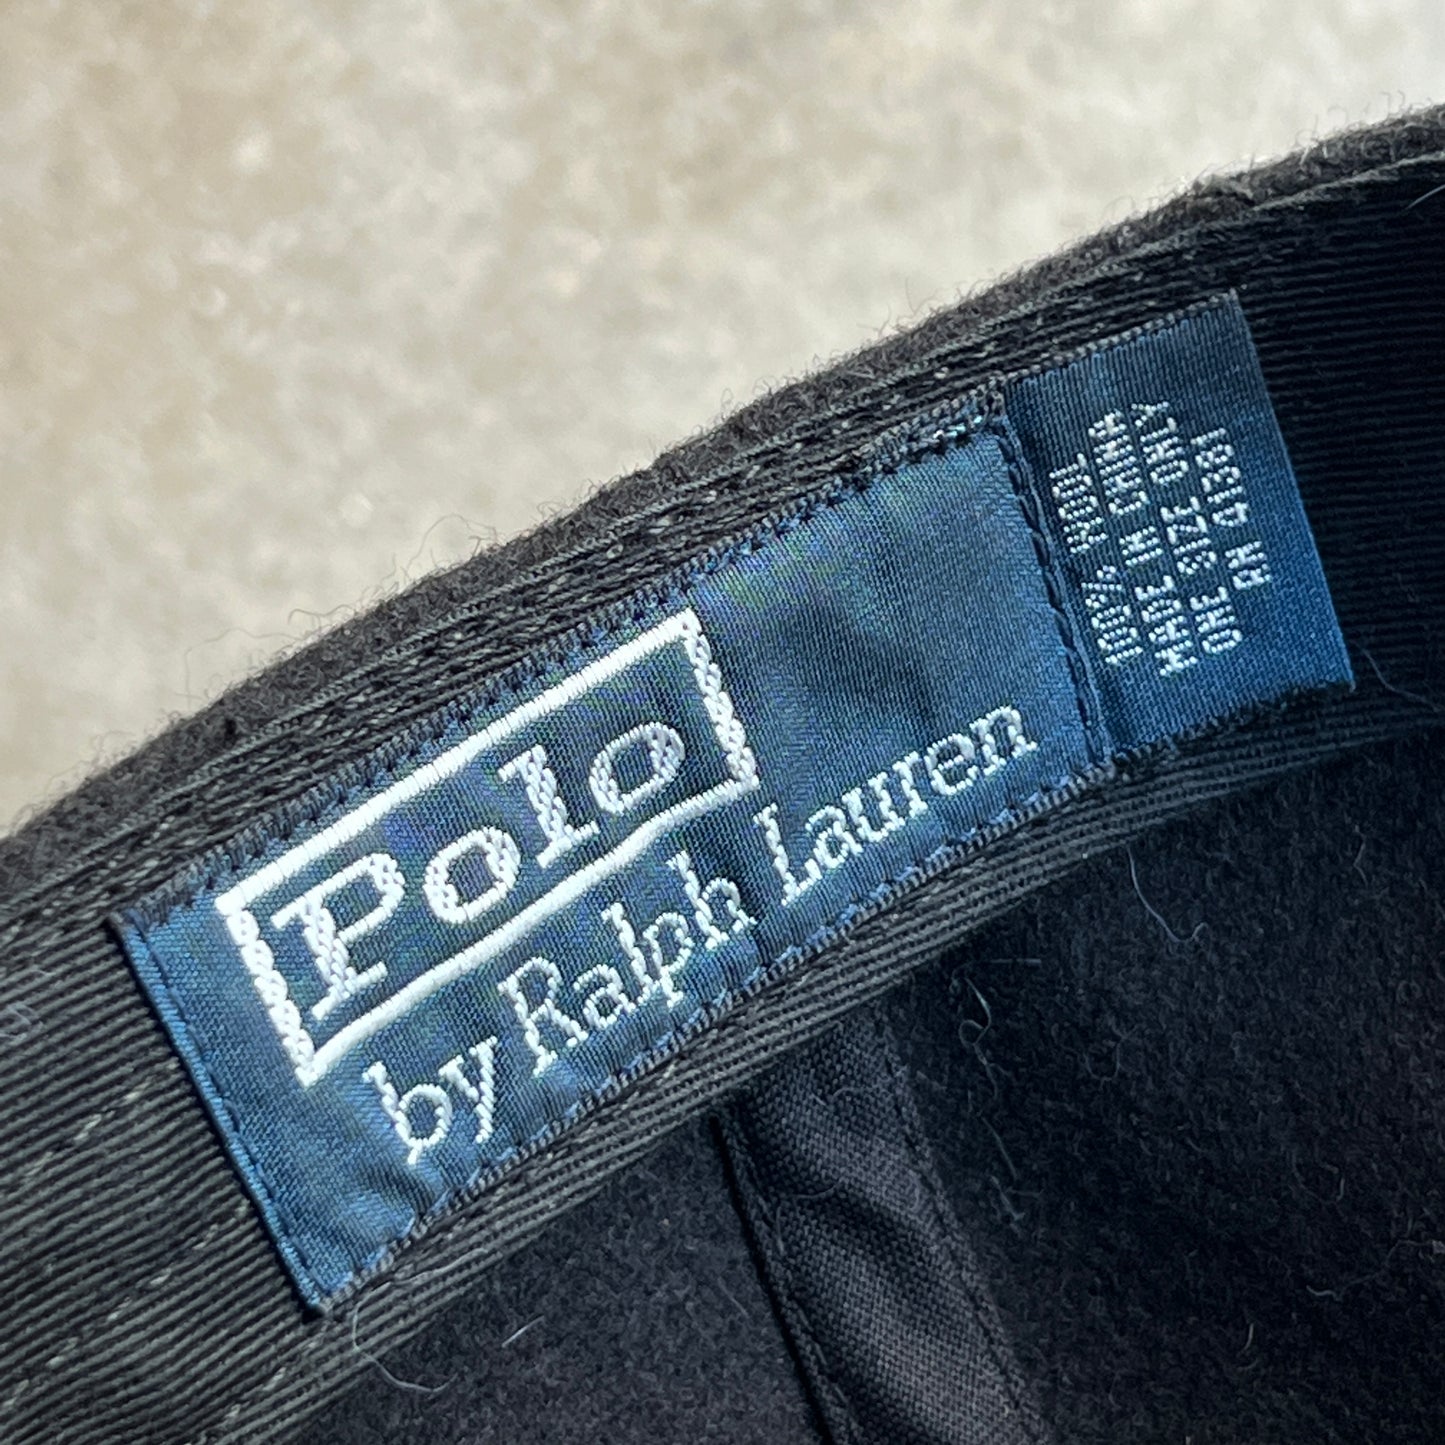 Polo
by Ralph Lauren
100% WOOL
MADE IN CHINA
ONE SIZE ONLY
RN 41381